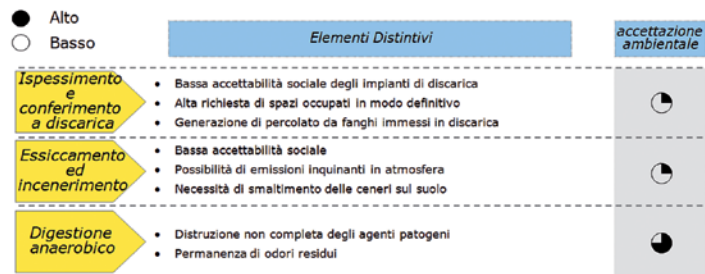 Alto
Basso
Elementi Distintivi
accettazione
ambientale
Ispessimento
e
conferimento
a discarica
• Bassa accettabilità sociale degli impianti di discarica
• Alta richiesta di spazi occupati in modo definitivo
• Generazione di percolato da fanghi immessi in discarica
Essiccamento
ed
incenerimento
• Bassa accettabilità sociale
• Possibilità di emissioni inquinanti in atmosfera
• Necessità di smaltimento delle ceneri sul suolo
Digestione
anaerobico
• Distruzione non completa degli agenti patogeni
• Permanenza di odori residui